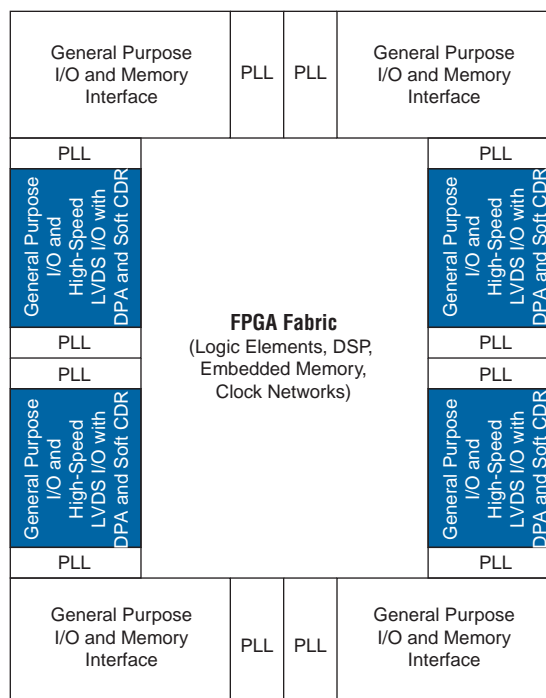 General Purpose
I/O and Memory
Interface
PLL
PLL
General Purpose
I/O and Memory
Interface
PLL
General Purpose
I/O and
High-Speed
LVDS I/O with
DPA and Soft CDR
PLL
PLL
General Purpose
I/O and
High-Speed
LVDS I/O with
DPA and Soft CDR
PLL
FPGA Fabric
(Logic Elements, DSP,
Embedded Memory,
Clock Networks)
PLL
General Purpose
I/O and
High-Speed
LVDS I/O with
DPA and Soft CDR
PLL
PLL
General Purpose
I/O and
High-Speed
LVDS I/O with
DPA and Soft CDR
PLL
General Purpose
I/O and Memory
Interface
PLL
PLL
General Purpose
I/O and Memory
Interface